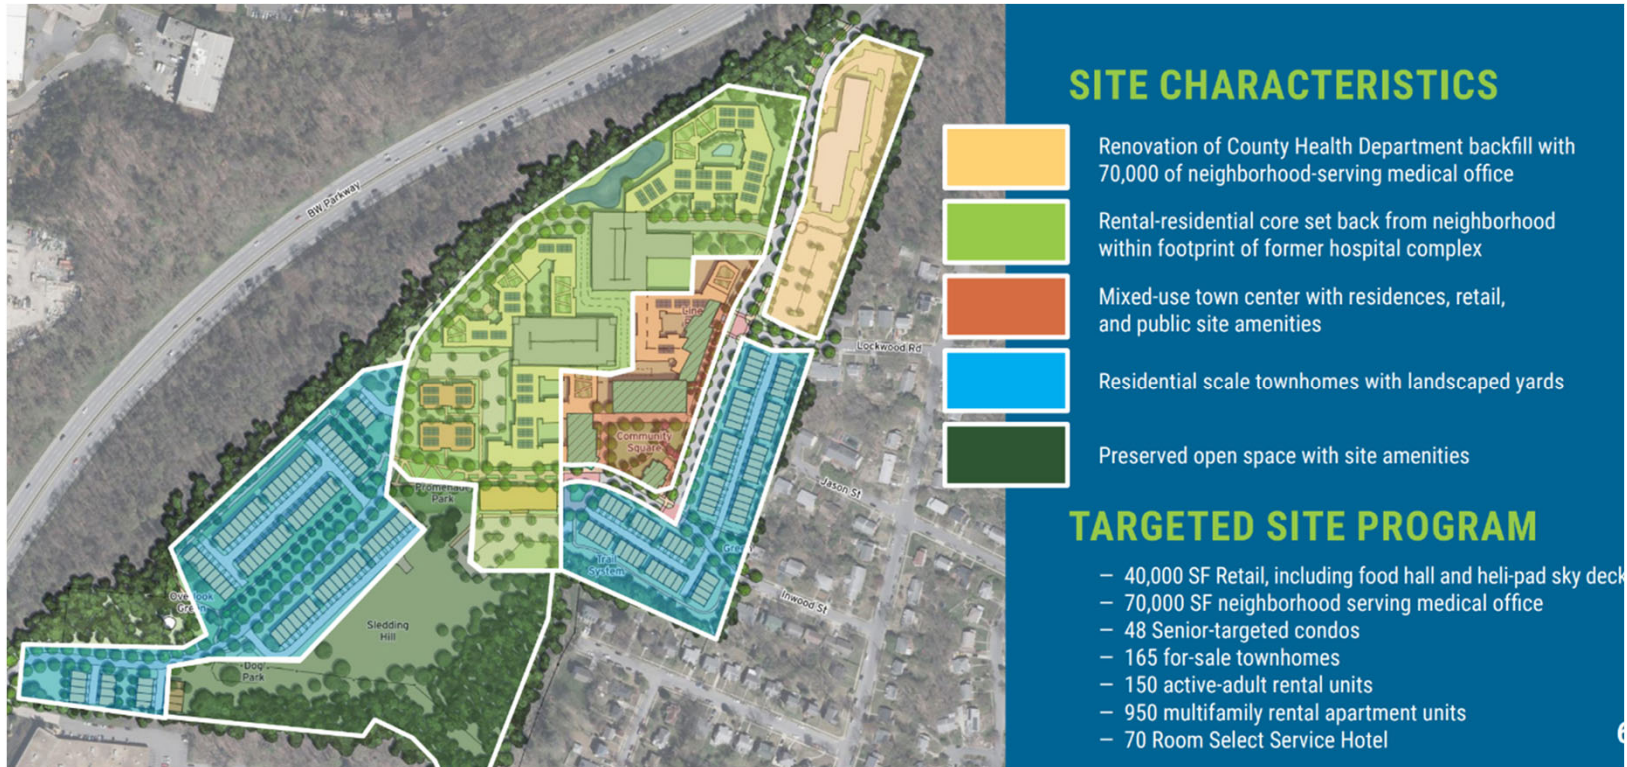 SITE CHARACTERISTICS
Renovation of County Health Department backfill with
70,000 of neighborhood-serving medical office
Rental-residential core set back from neighborhood
within footprint of former hospital complex
Mixed-use town center with residences, retail,
and public site amenities
Residential scale townhomes with landscaped yards
Preserved open space with site amenities
TARGETED SITE PROGRAM
– 40,000 SF Retail, including food hall and heli-pad sky deck
– 70,000 SF neighborhood serving medical office
– 48 Senior-targeted condos
– 165 for-sale townhomes
– 150 active-adult rental units
– 950 multifamily rental apartment units
– 70 Room Select Service Hotel
BW Parkway
Lockwood Rd
Community
Square
Promenade
Park
Jason St
Trail
System
Green
Inwood St
Overlook
Green
Sledding
Hill
Dog
Park